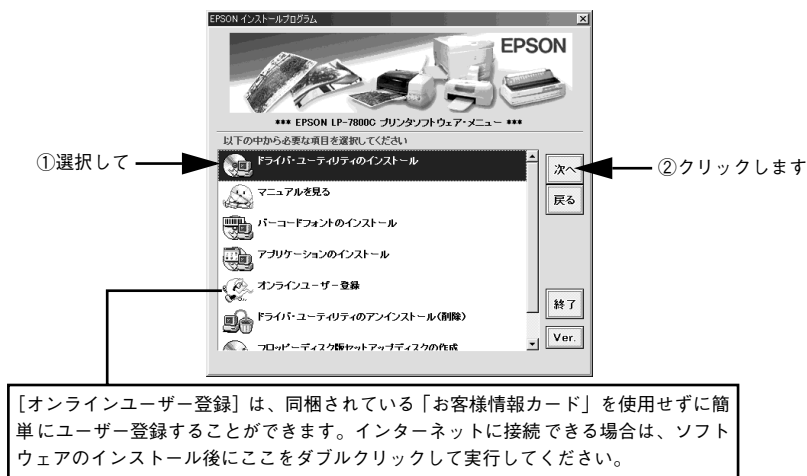 EPSON インストールプログラム
EPSON
*** EPSON LP-7800C プリンタソフトウェア・メニュー ***
以下の中から必要な項目を選択してください
①選択して
ドライバ・ユーティリティのインストール
次へ
②クリックします
マニュアルを見る
戻る
バーコードフォントのインストール
アプリケーションのインストール
オンラインユーザー登録
終了
ドライバ・ユーティリティのアンインストール(削除)
Ver.
フロッピーディスク版セットアップディスクの作成
[オンラインユーザー登録] は、同梱されている「お客様情報カード」を使用せずに簡
単にユーザー登録することができます。インターネットに接続できる場合は、ソフト
ウェアのインストール後にここをダブルクリックして実行してください。